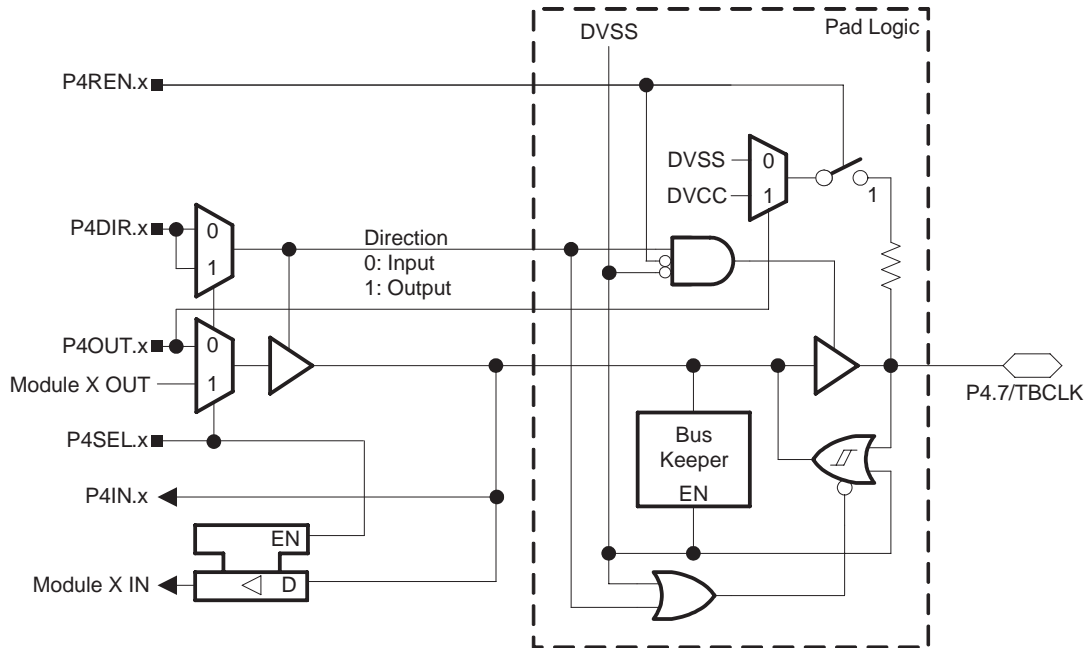 DVSS
Pad Logic
P4REN.x
DVSS
0
DVCC
1
1
P4DIR.x
0
1
Direction
0: Input
1: Output
P4OUT.x
0
Module X OUT
1
P4.7/TBCLK
P4SEL.x
Bus
Keeper
EN
P4IN.x
EN
Module X IN
D